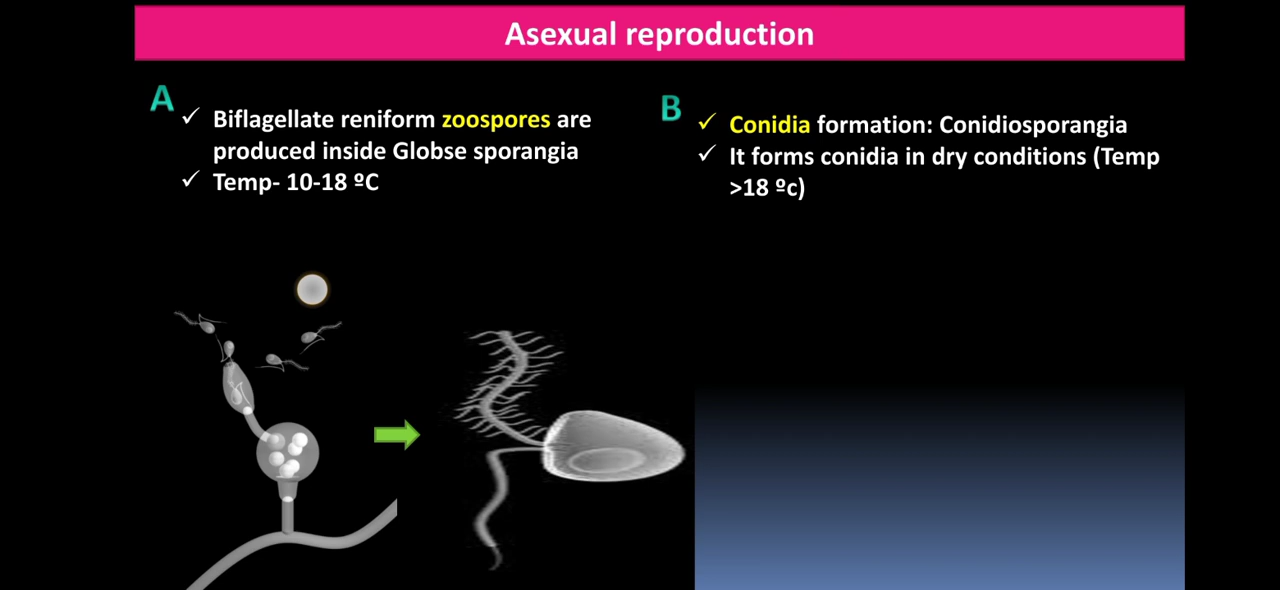 Asexual reproduction
A
✓ Biflagellate reniform zoospores are
produced inside Globse sporangia
✓ Temp- 10-18 ºC
B
✓ Conidia formation: Conidiosporangia
✓ It forms conidia in dry conditions (Temp
>18 ºc)